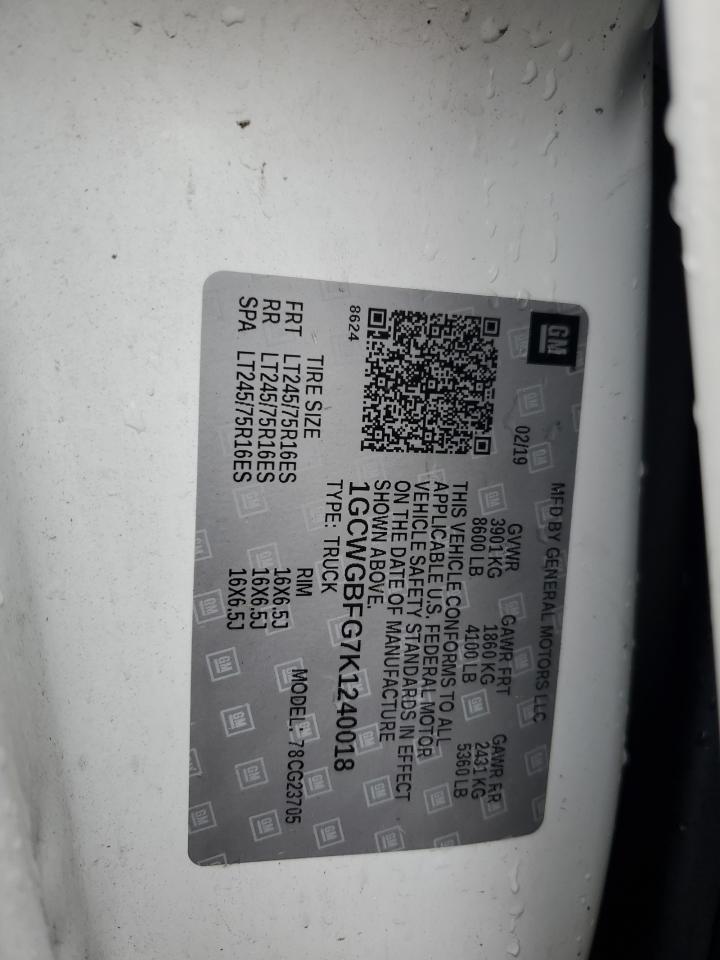 GM
MFD BY GENERAL MOTORS LLC
02/19
GVWR GAWR FRT GAWR RR
3901 KG 1860 KG 2431 KG
8600 LB 4100 LB 5360 LB
THIS VEHICLE CONFORMS TO ALL
APPLICABLE U.S. FEDERAL MOTOR
VEHICLE SAFETY STANDARDS IN EFFECT
ON THE DATE OF MANUFACTURE
SHOWN ABOVE.
1GCWGBFG7K1240018
8624
TYPE: TRUCK
MODEL: 78CG23705
TIRE SIZE RIM
FRT LT245/75R16ES 16X6.5J
RR LT245/75R16ES 16X6.5J
SPA LT245/75R16ES 16X6.5J